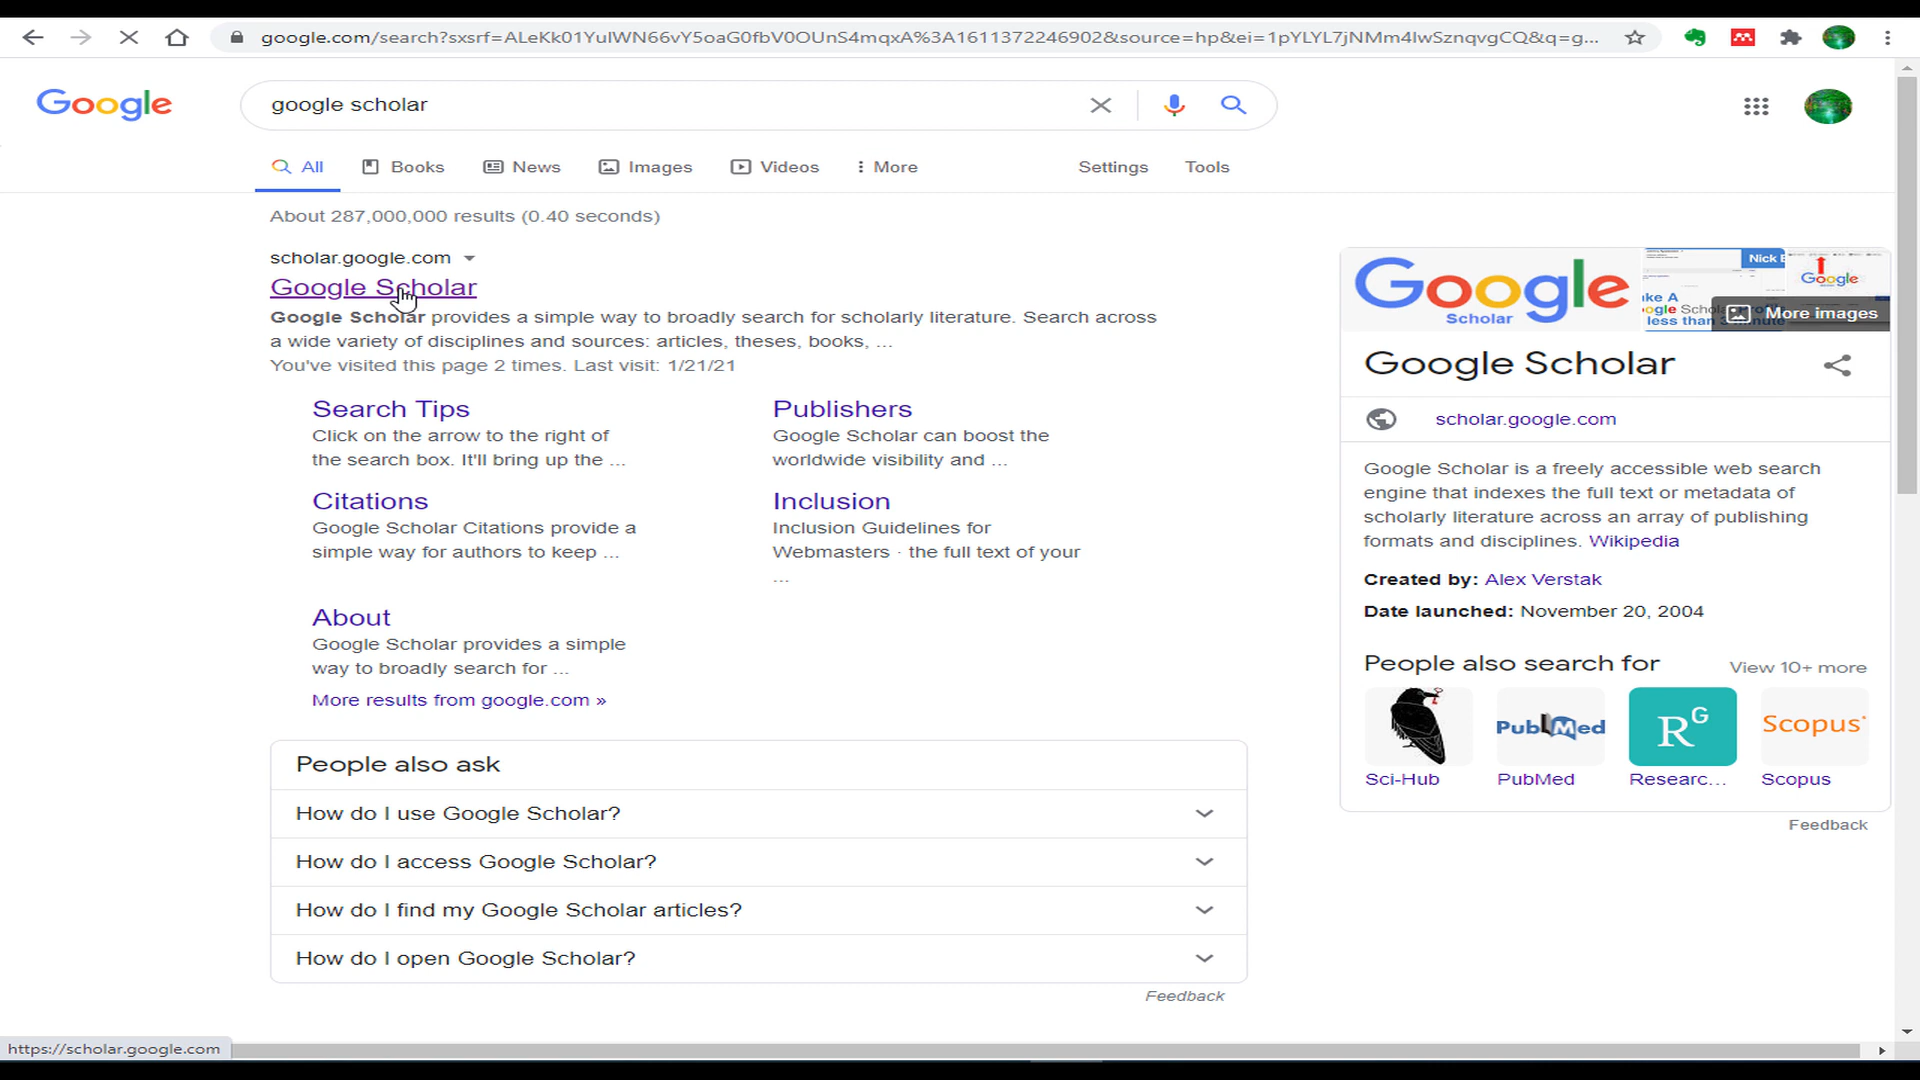 google.com/search?sxsrf=ALeKk01YuIWN66vY5oaG0fbV0OUnS4mqxA%3A1611372246902&source=hp&ei=1pYLYL7jNMm4lwSznqvgCQ&q=g...
Google
google scholar
All
Books
News
Images
Videos
More
Settings
Tools
About 287,000,000 results (0.40 seconds)
scholar.google.com
Google Scholar
Google Scholar provides a simple way to broadly search for scholarly literature. Search across
a wide variety of disciplines and sources: articles, theses, books, ...
You've visited this page 2 times. Last visit: 1/21/21
Search Tips
Click on the arrow to the right of
the search box. It'll bring up the ...
Publishers
Google Scholar can boost the
worldwide visibility and ...
Citations
Google Scholar Citations provide a
simple way for authors to keep ...
Inclusion
Inclusion Guidelines for
Webmasters · the full text of your
...
About
Google Scholar provides a simple
way to broadly search for ...
More results from google.com »
People also ask
How do I use Google Scholar?
How do I access Google Scholar?
How do I find my Google Scholar articles?
How do I open Google Scholar?
Feedback
Google
Scholar
Nick
Google
More images
Google Scholar
scholar.google.com
Google Scholar is a freely accessible web search
engine that indexes the full text or metadata of
scholarly literature across an array of publishing
formats and disciplines. Wikipedia
Created by: Alex Verstak
Date launched: November 20, 2004
People also search for
View 10+ more
PubMed
RG
Scopus
Sci-Hub
PubMed
Researc...
Scopus
Feedback
https://scholar.google.com